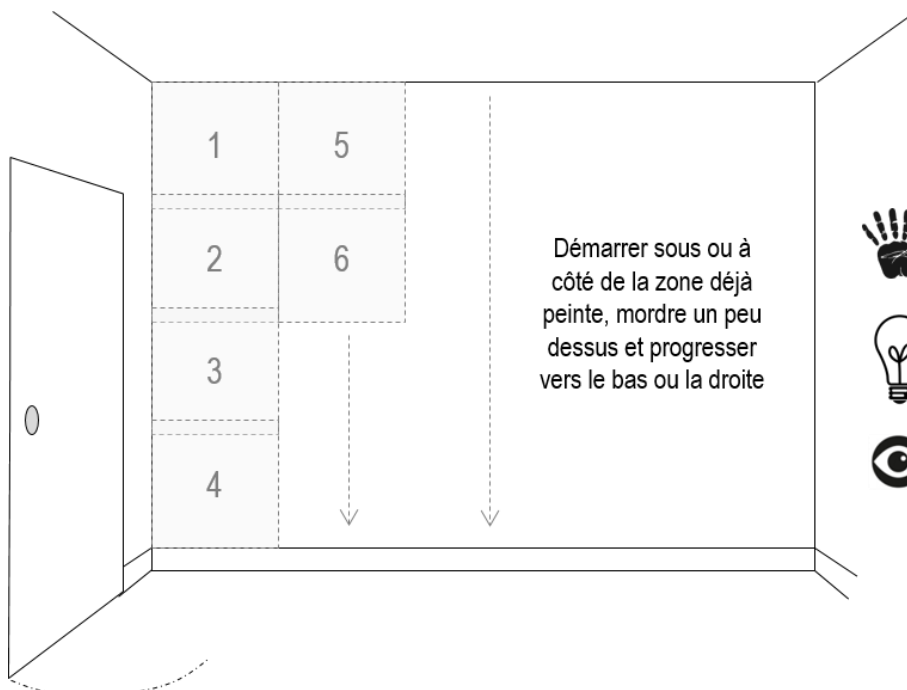 1
5
2
6
3
4
Démarrer sous ou à
côté de la zone déjà
peinte, mordre un peu
dessus et progresser
vers le bas ou la droite